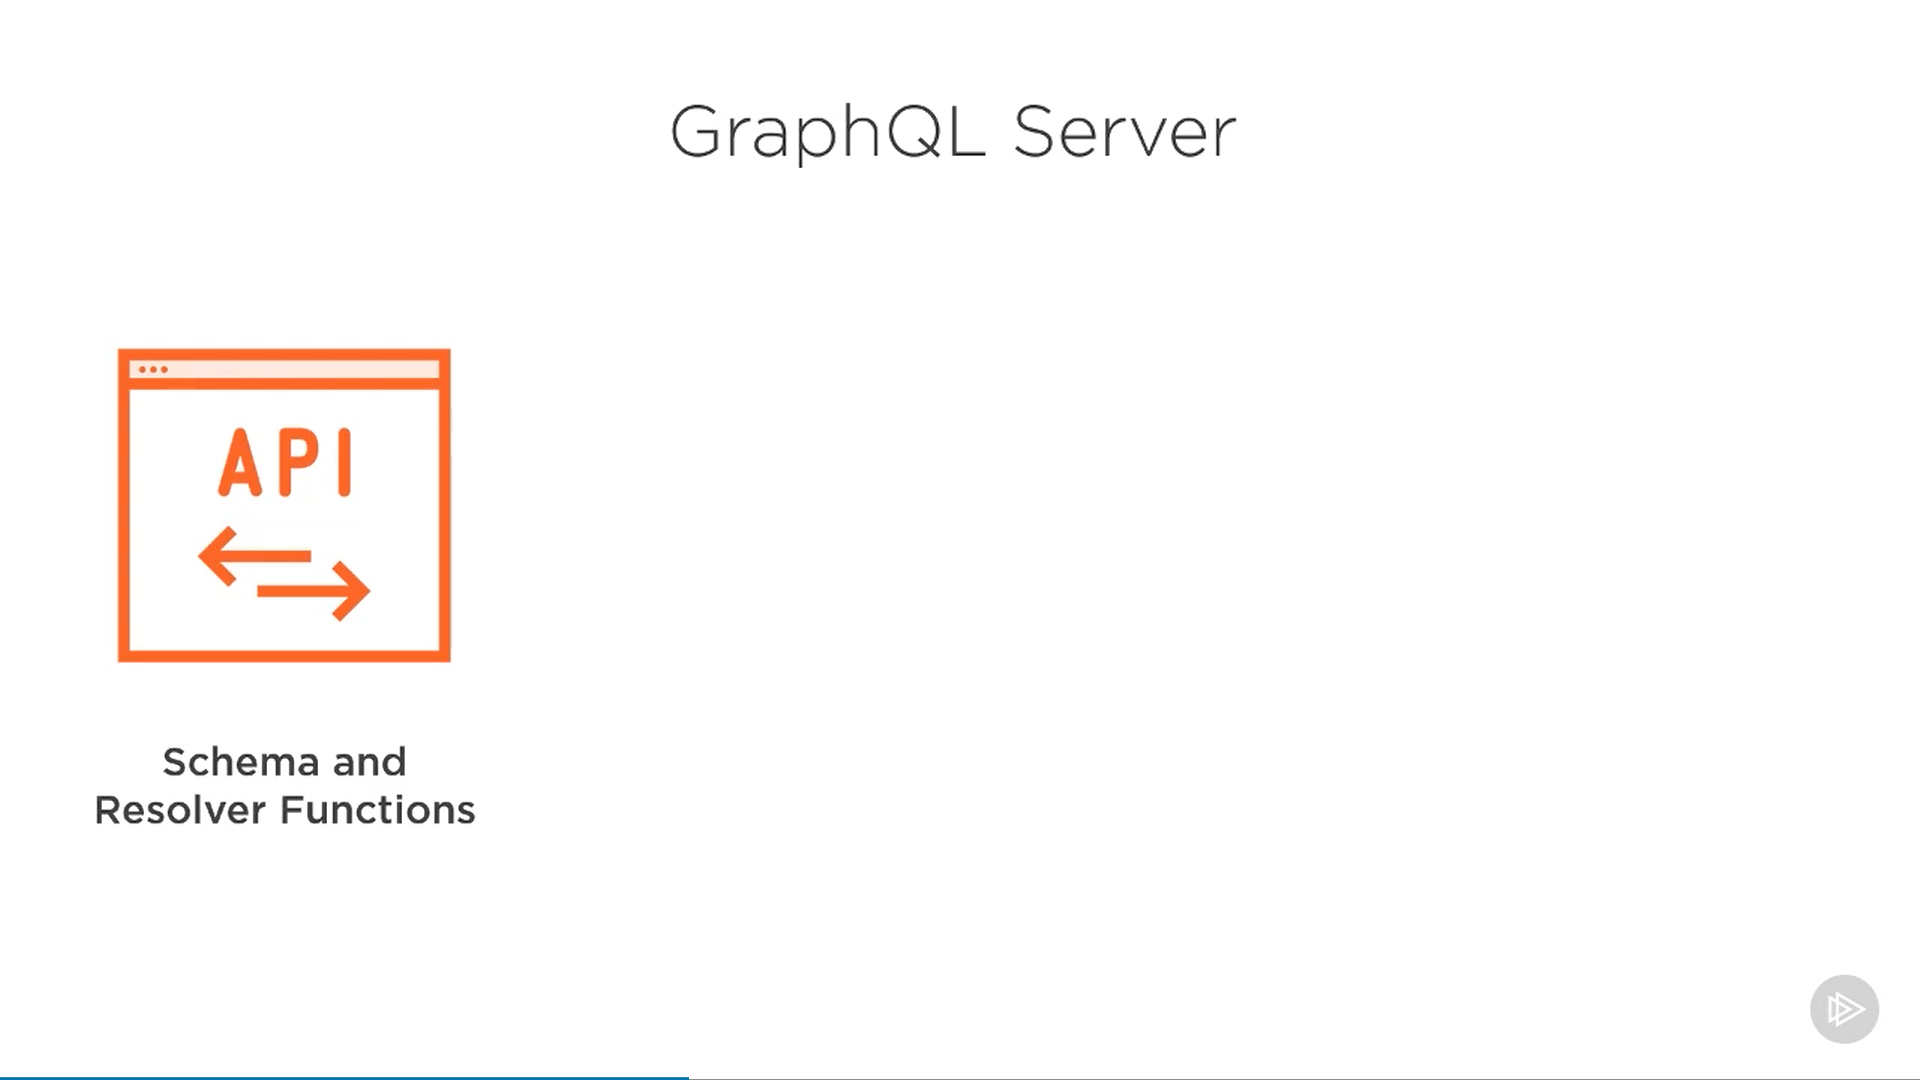 GraphQL Server
API
Schema and
Resolver Functions